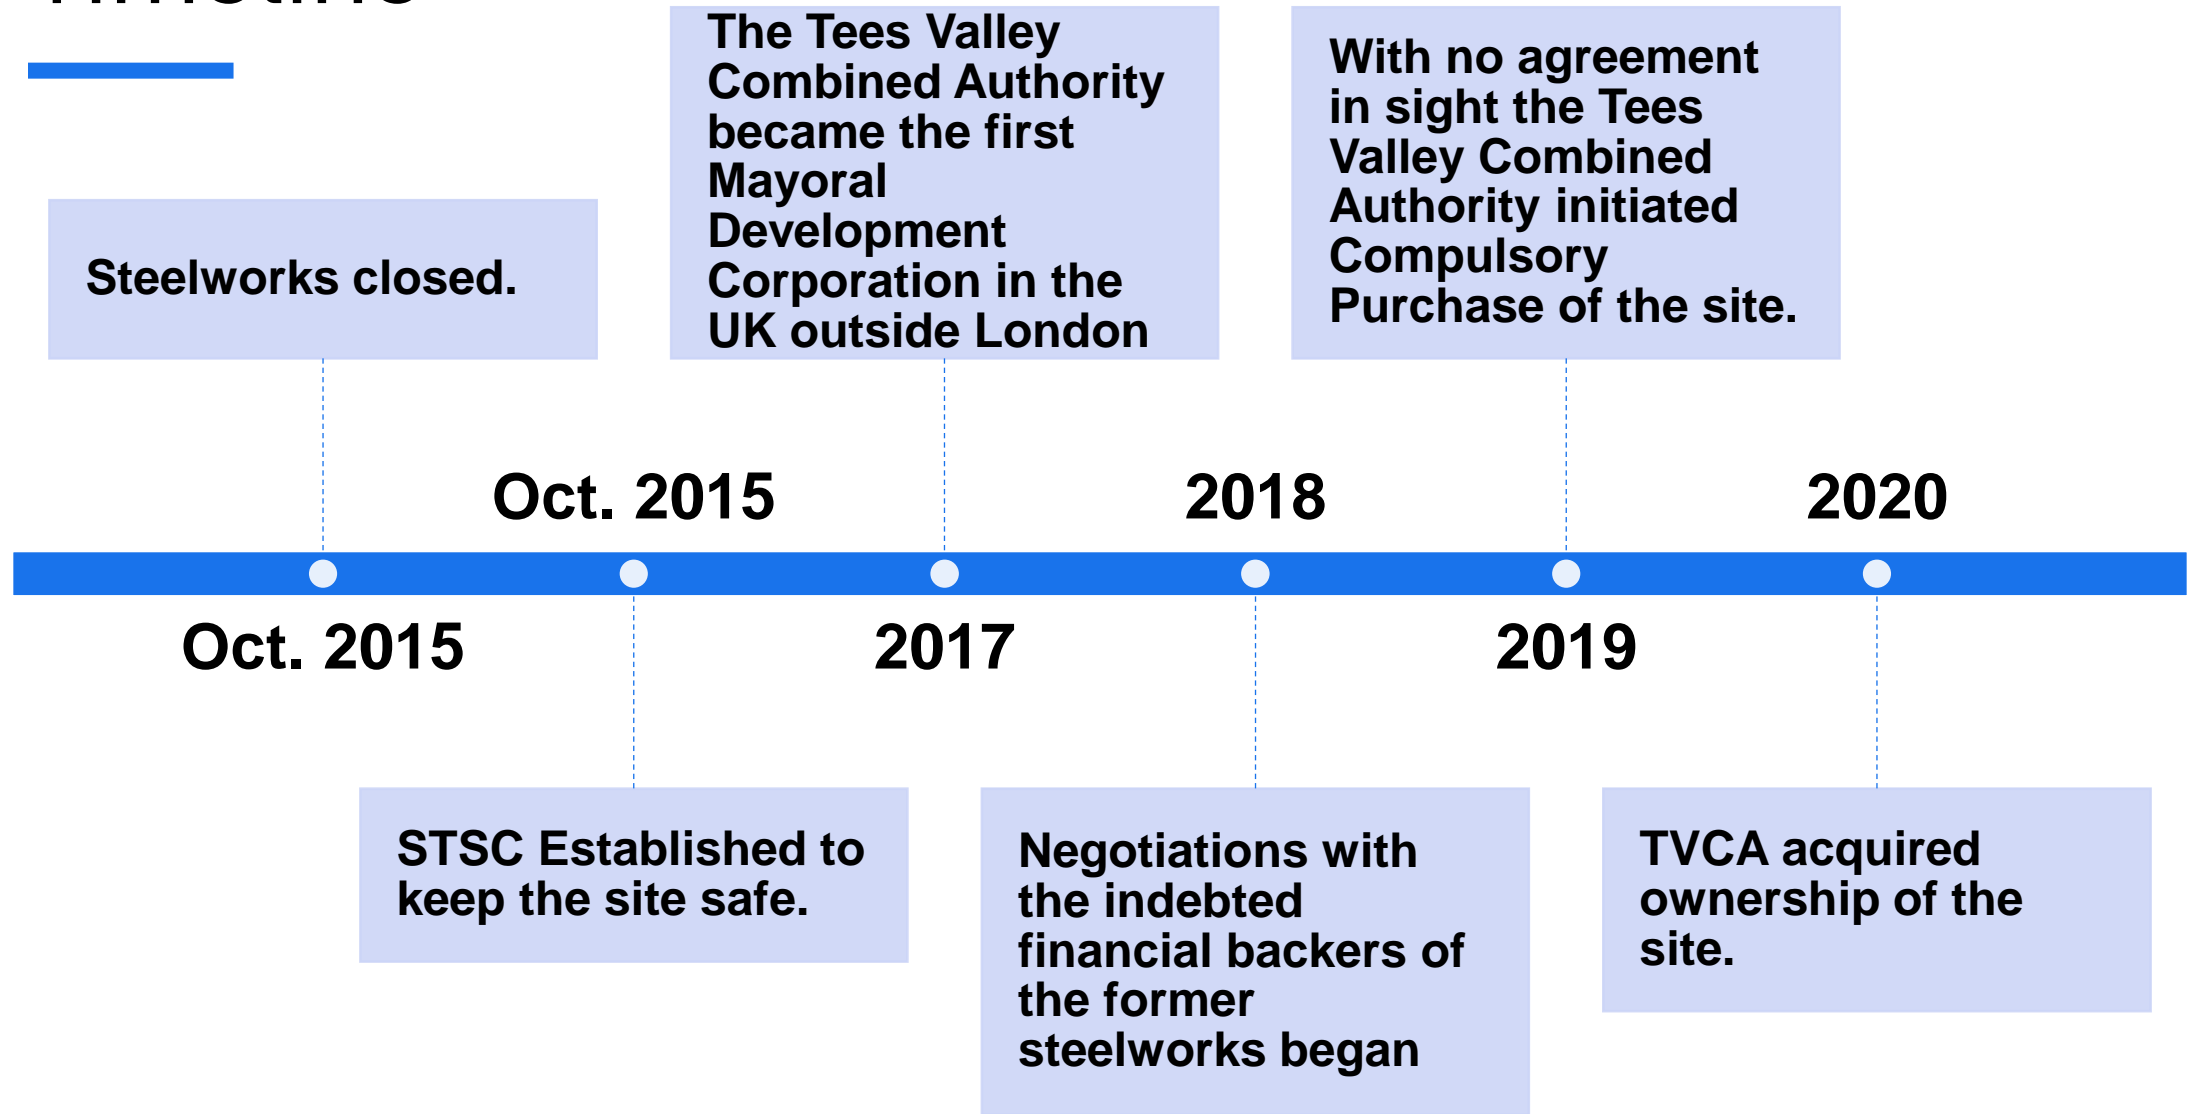 Timeline
The Tees Valley
Combined Authority
became the first
Mayoral
Development
Corporation in the
UK outside London
With no agreement
in sight the Tees
Valley Combined
Authority initiated
Compulsory
Purchase of the site.
Steelworks closed.
Oct. 2015
2018
2020
Oct. 2015
2017
2019
STSC Established to
keep the site safe.
Negotiations with
the indebted
financial backers of
the former
steelworks began
TVCA acquired
ownership of the
site.